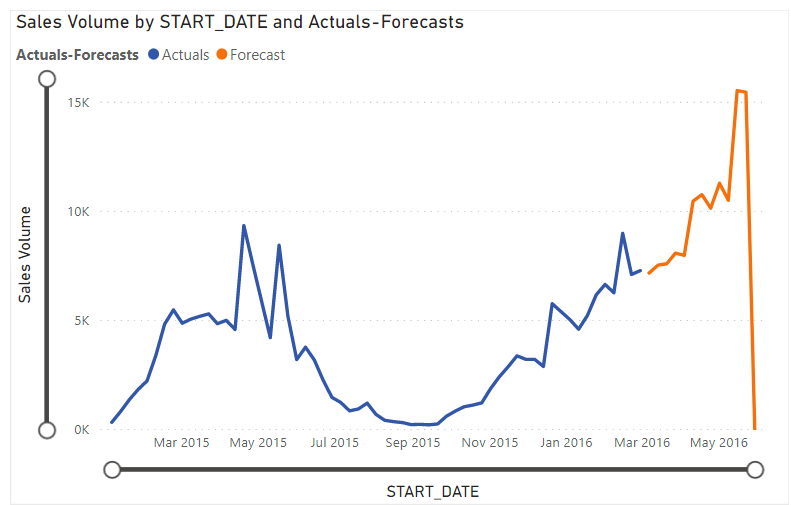 Sales Volume by START_DATE and Actuals-Forecasts
Actuals-Forecasts Actuals Forecast
15K
10K
5K
0K
Sales Volume
Mar 2015 May 2015 Jul 2015 Sep 2015 Nov 2015 Jan 2016 Mar 2016 May 2016
START_DATE